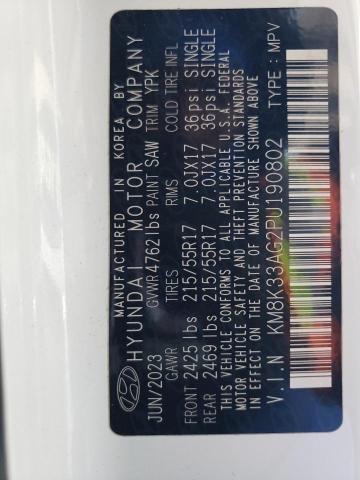 MANUFACTURED IN KOREA BY
HYUNDAI MOTOR COMPANY
JUN/2023 GVWR 4762 lbs PAINT SAW TRIM YPK
GAWR TIRES RIMS COLD TIRE INFL
FRONT 2425 lbs 215/55R17 7.0JX17 36psi SINGLE
REAR 2469 lbs 215/55R17 7.0JX17 36psi SINGLE
THIS VEHICLE CONFORMS TO ALL APPLICABLE U.S.A. FEDERAL
MOTOR VEHICLE SAFETY AND THEFT PREVENTION STANDARDS
IN EFFECT ON THE DATE OF MANUFACTURE SHOWN ABOVE
V.I.N KM8K33AG2PU190802 TYPE : MPV